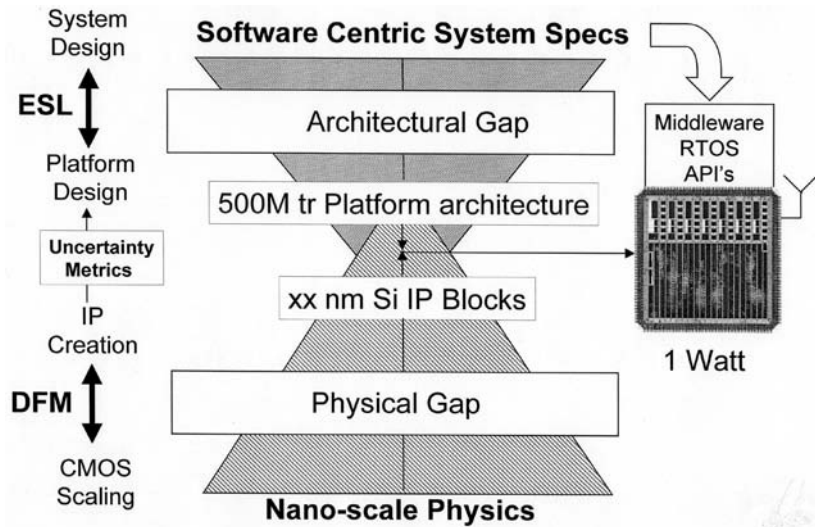 System
Design
ESL
Platform
Design
Uncertainty
Metrics
IP
Creation
DFM
CMOS
Scaling
Software Centric System Specs
Architectural Gap
500M tr Platform architecture
xx nm Si IP Blocks
Physical Gap
Nano-scale Physics
Middleware
RTOS
API's
1 Watt